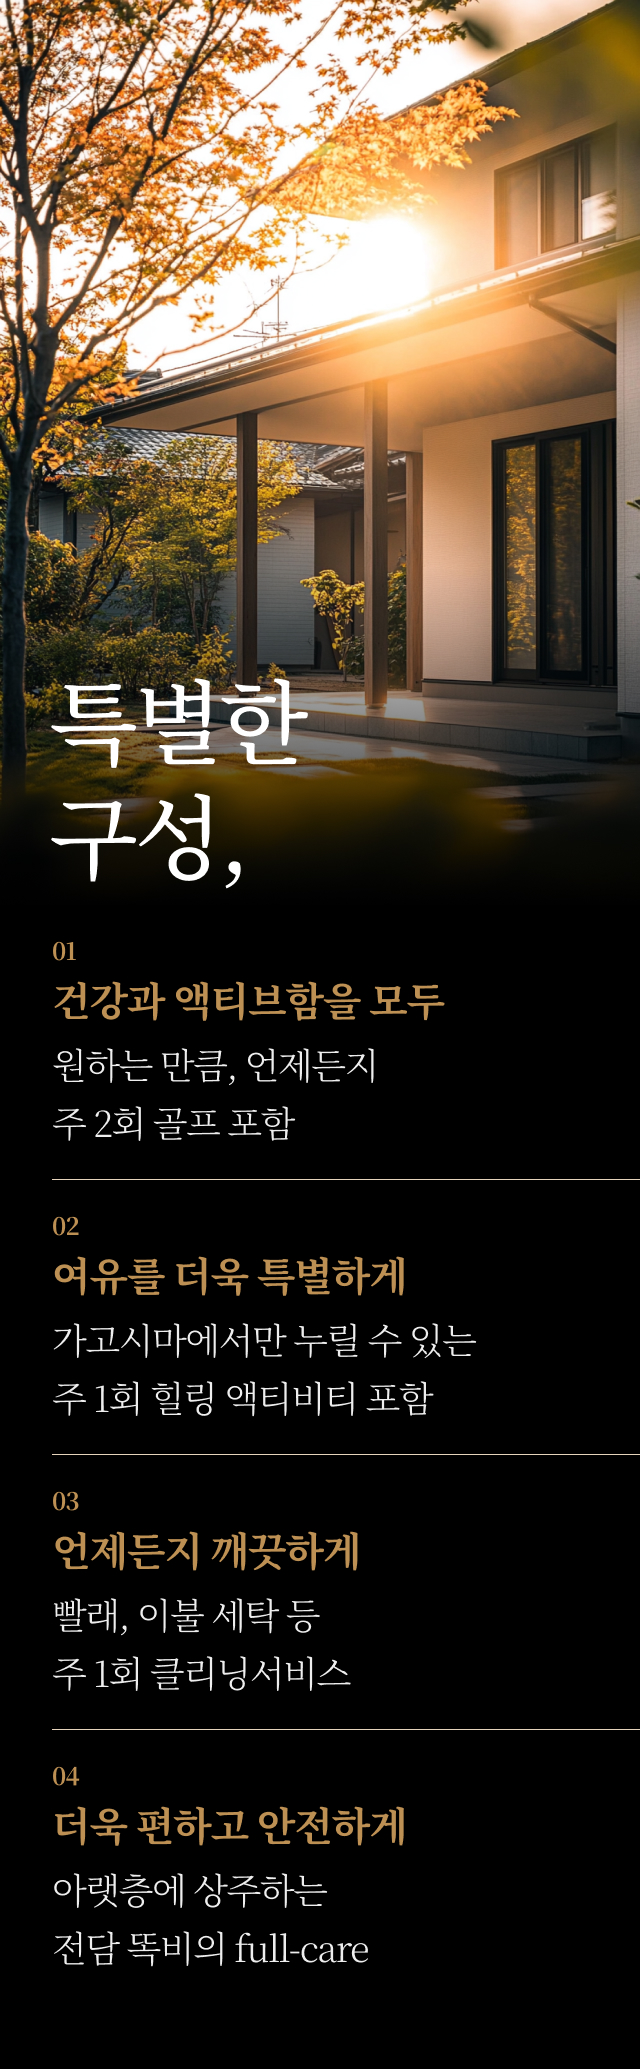 특별한
구성,
01
건강과 액티브함을 모두
원하는 만큼, 언제든지
주 2회 골프 포함
02
여유를 더욱 특별하게
가고시마에서만 누릴 수 있는
주 1회 힐링 액티비티 포함
03
언제든지 깨끗하게
빨래, 이불 세탁 등
주 1회 클리닝서비스
04
더욱 편하고 안전하게
아랫층에 상주하는
전담 똑비의 full-care